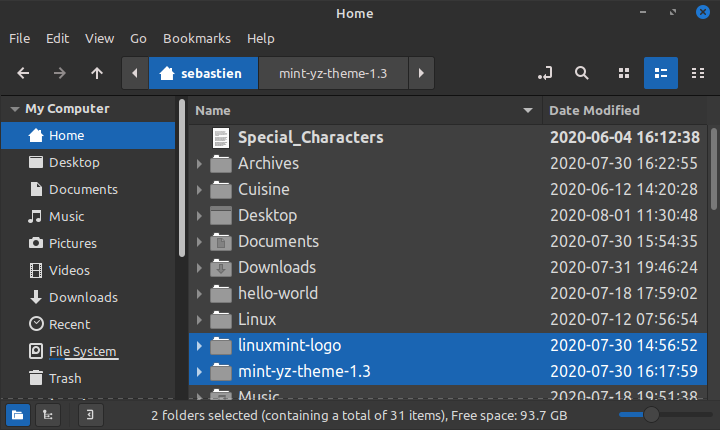 Home
File Edit View Go Bookmarks Help
sebastien mint-yz-theme-1.3
My Computer
Home
Desktop
Documents
Music
Pictures
Videos
Downloads
Recent
File System
Trash
Name Date Modified
Special_Characters 2020-06-04 16:12:38
Archives 2020-07-30 16:22:55
Cuisine 2020-06-12 14:20:28
Desktop 2020-08-01 11:30:48
Documents 2020-07-30 15:54:35
Downloads 2020-07-31 19:46:24
hello-world 2020-07-18 17:59:02
Linux 2020-07-12 07:56:54
linuxmint-logo 2020-07-30 14:56:52
mint-yz-theme-1.3 2020-07-30 16:17:59
Music 2020-07-18 19:51:38
2 folders selected (containing a total of 31 items), Free space: 93.7 GB